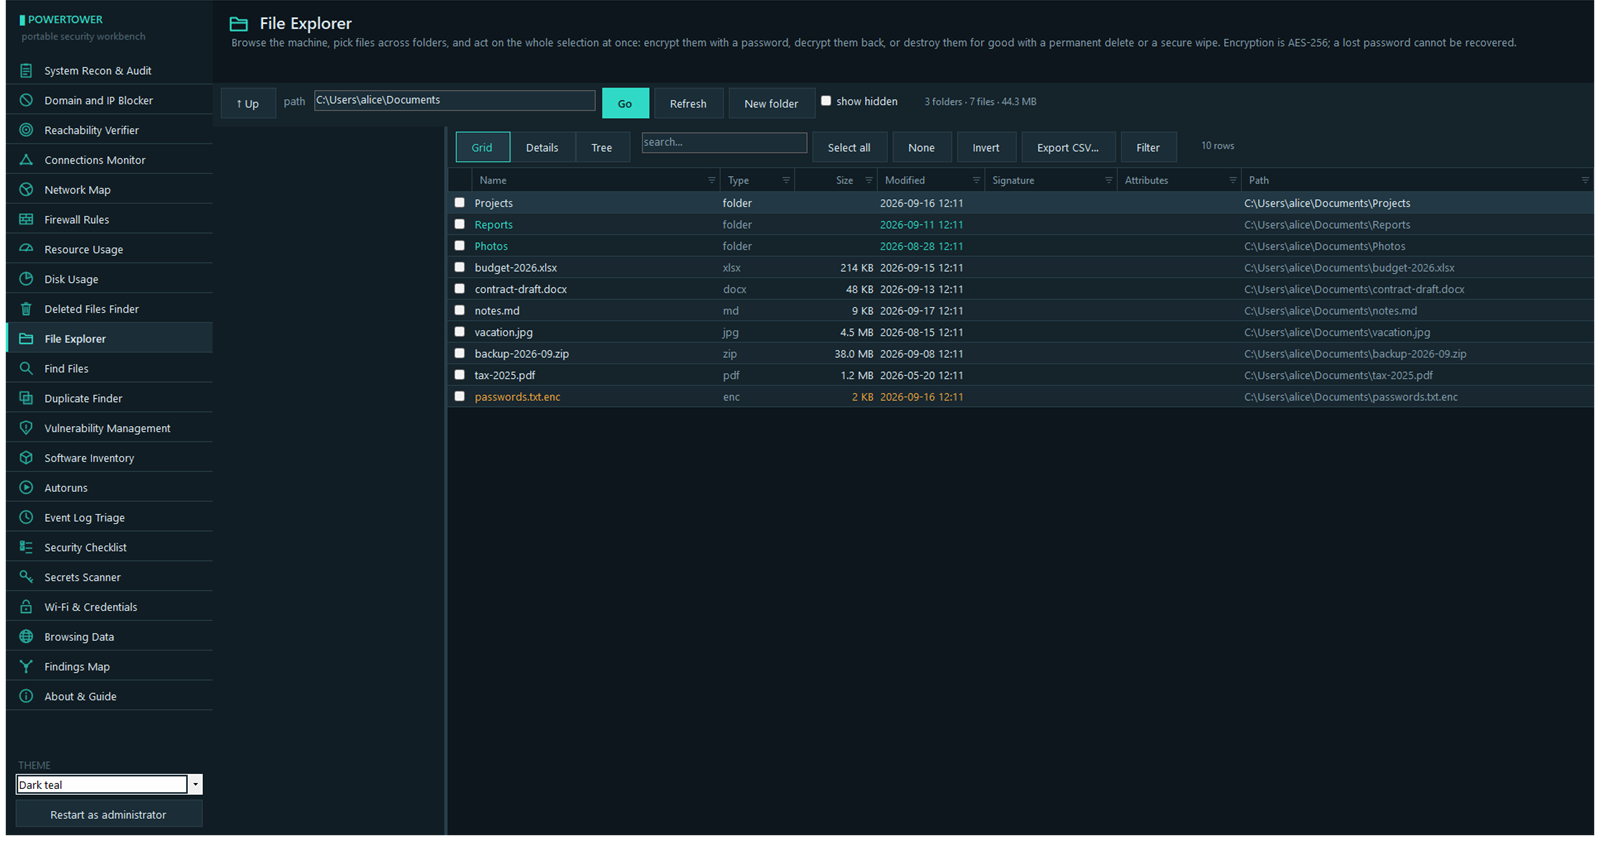 POWERTOWER
portable security workbench
System Recon & Audit
Domain and IP Blocker
Reachability Verifier
Connections Monitor
Network Map
Firewall Rules
Resource Usage
Disk Usage
Deleted Files Finder
File Explorer
Find Files
Duplicate Finder
Vulnerability Management
Software Inventory
Autoruns
Event Log Triage
Security Checklist
Secrets Scanner
Wi-Fi & Credentials
Browsing Data
Findings Map
About & Guide
THEME
Dark teal
Restart as administrator
File Explorer
Browse the machine, pick files across folders, and act on the whole selection at once: encrypt them with a password, decrypt them back, or destroy them for good with a permanent delete or a secure wipe. Encryption is AES-256; a lost password cannot be recovered.
↑ Up path C:\Users\alice\Documents Go Refresh New folder show hidden 3 folders · 7 files · 44.3 MB
Grid Details Tree search... Select all None Invert Export CSV... Filter 10 rows
Name Type Size Modified Signature Attributes Path
Projects folder 2026-09-16 12:11 C:\Users\alice\Documents\Projects
Reports folder 2026-09-11 12:11 C:\Users\alice\Documents\Reports
Photos folder 2026-08-28 12:11 C:\Users\alice\Documents\Photos
budget-2026.xlsx xlsx 214 KB 2026-09-15 12:11 C:\Users\alice\Documents\budget-2026.xlsx
contract-draft.docx docx 48 KB 2026-09-13 12:11 C:\Users\alice\Documents\contract-draft.docx
notes.md md 9 KB 2026-09-17 12:11 C:\Users\alice\Documents\notes.md
vacation.jpg jpg 4.5 MB 2026-08-15 12:11 C:\Users\alice\Documents\vacation.jpg
backup-2026-09.zip zip 38.0 MB 2026-09-08 12:11 C:\Users\alice\Documents\backup-2026-09.zip
tax-2025.pdf pdf 1.2 MB 2026-05-20 12:11 C:\Users\alice\Documents\tax-2025.pdf
passwords.txt.enc enc 2 KB 2026-09-16 12:11 C:\Users\alice\Documents\passwords.txt.enc